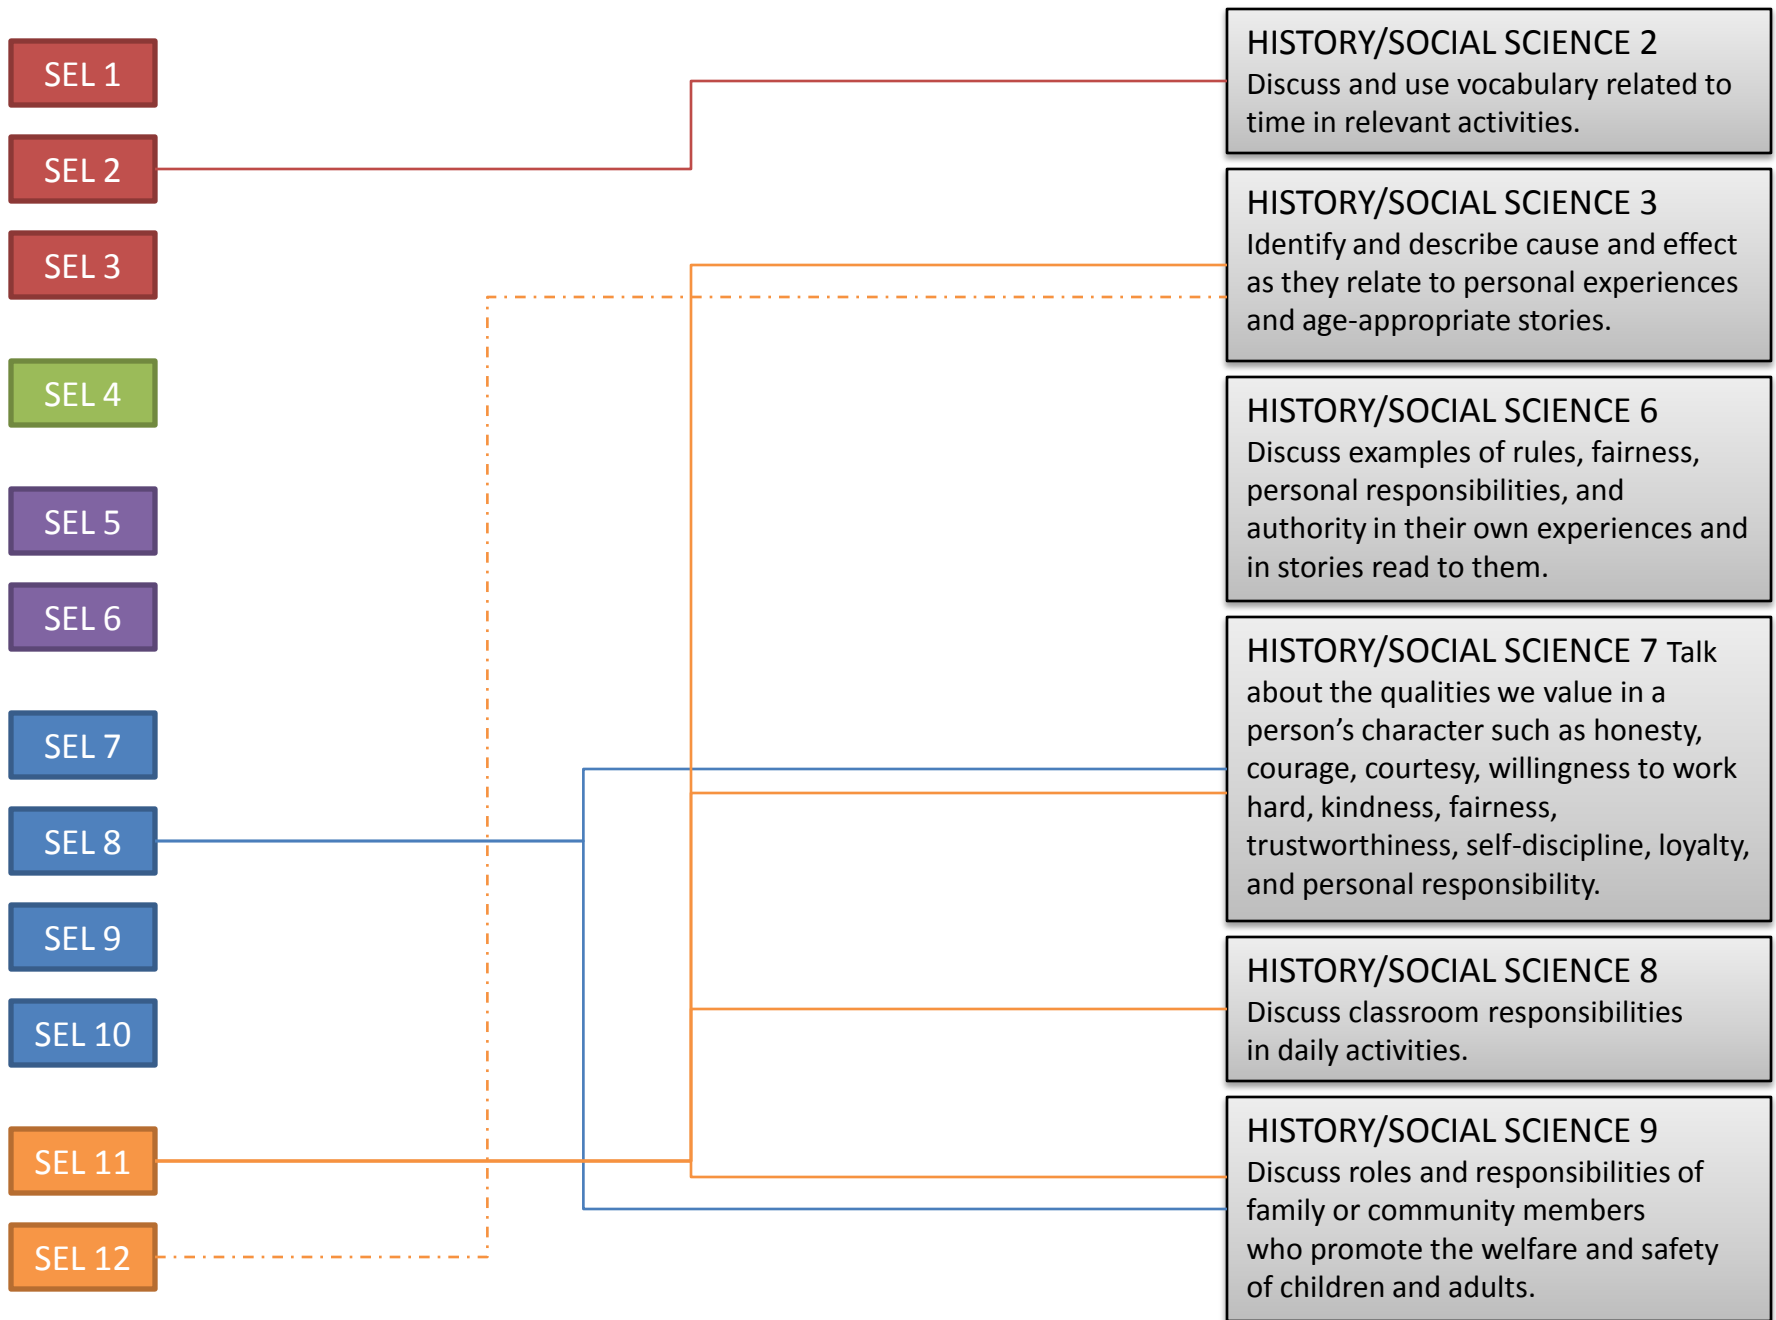 SEL 1
SEL 2
SEL 3
SEL 4
SEL 5
SEL 6
SEL 7
SEL 8
SEL 9
SEL 10
SEL 11
SEL 12
HISTORY/SOCIAL SCIENCE 2
Discuss and use vocabulary related to
time in relevant activities.
HISTORY/SOCIAL SCIENCE 3
Identify and describe cause and effect
as they relate to personal experiences
and age-appropriate stories.
HISTORY/SOCIAL SCIENCE 6
Discuss examples of rules, fairness,
personal responsibilities, and
authority in their own experiences and
in stories read to them.
HISTORY/SOCIAL SCIENCE 7 Talk
about the qualities we value in a
person’s character such as honesty,
courage, courtesy, willingness to work
hard, kindness, fairness,
trustworthiness, self-discipline, loyalty,
and personal responsibility.
HISTORY/SOCIAL SCIENCE 8
Discuss classroom responsibilities
in daily activities.
HISTORY/SOCIAL SCIENCE 9
Discuss roles and responsibilities of
family or community members
who promote the welfare and safety
of children and adults.